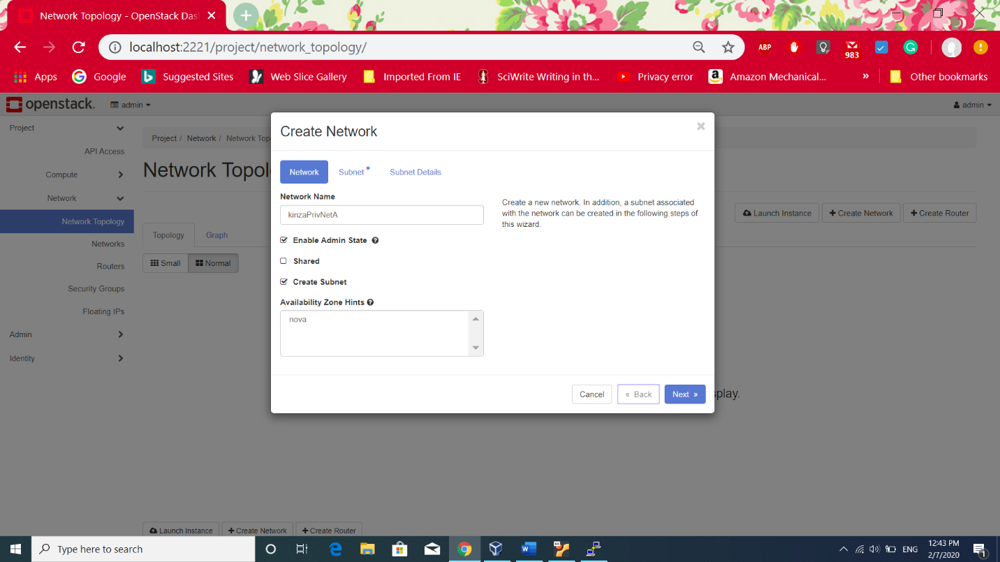 Network Topology - OpenStack Das
localhost:2221/project/network_topology/
ABP
983
Apps
Google
Suggested Sites
Web Slice Gallery
Imported From IE
SciWrite Writing in th...
Privacy error
Amazon Mechanical...
»
Other bookmarks
openstack.
admin
admin
Project
API Access
Compute
Network
Network Topology
Networks
Routers
Security Groups
Floating IPs
Admin
Identity
Project / Network / Network Top
Network Topol
Launch Instance
+ Create Network
+ Create Router
Topology
Graph
Small
Normal
Create Network
Network
Subnet *
Subnet Details
Network Name
kinzaPrivNetA
Enable Admin State
Shared
Create Subnet
Availability Zone Hints
nova
Create a new network. In addition, a subnet associated
with the network can be created in the following steps of
this wizard.
Cancel
« Back
Next »
splay.
Launch Instance
+ Create Network
+ Create Router
Type here to search
ENG
12:43 PM
2/7/2020
1